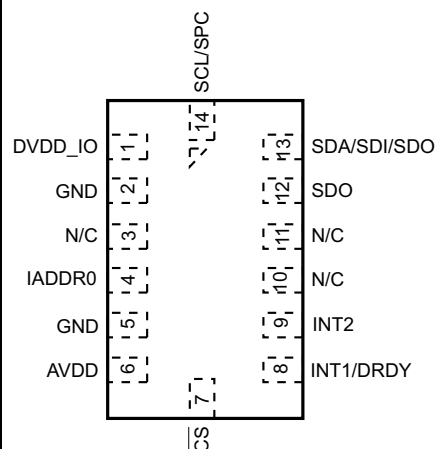 SCL/SPC
14
DVDD_IO 1 13 SDA/SDI/SDO
GND 2 12 SDO
N/C 3 11 N/C
IADDR0 4 10 N/C
GND 5 9 INT2
AVDD 6 8 INT1/DRDY
7
CS